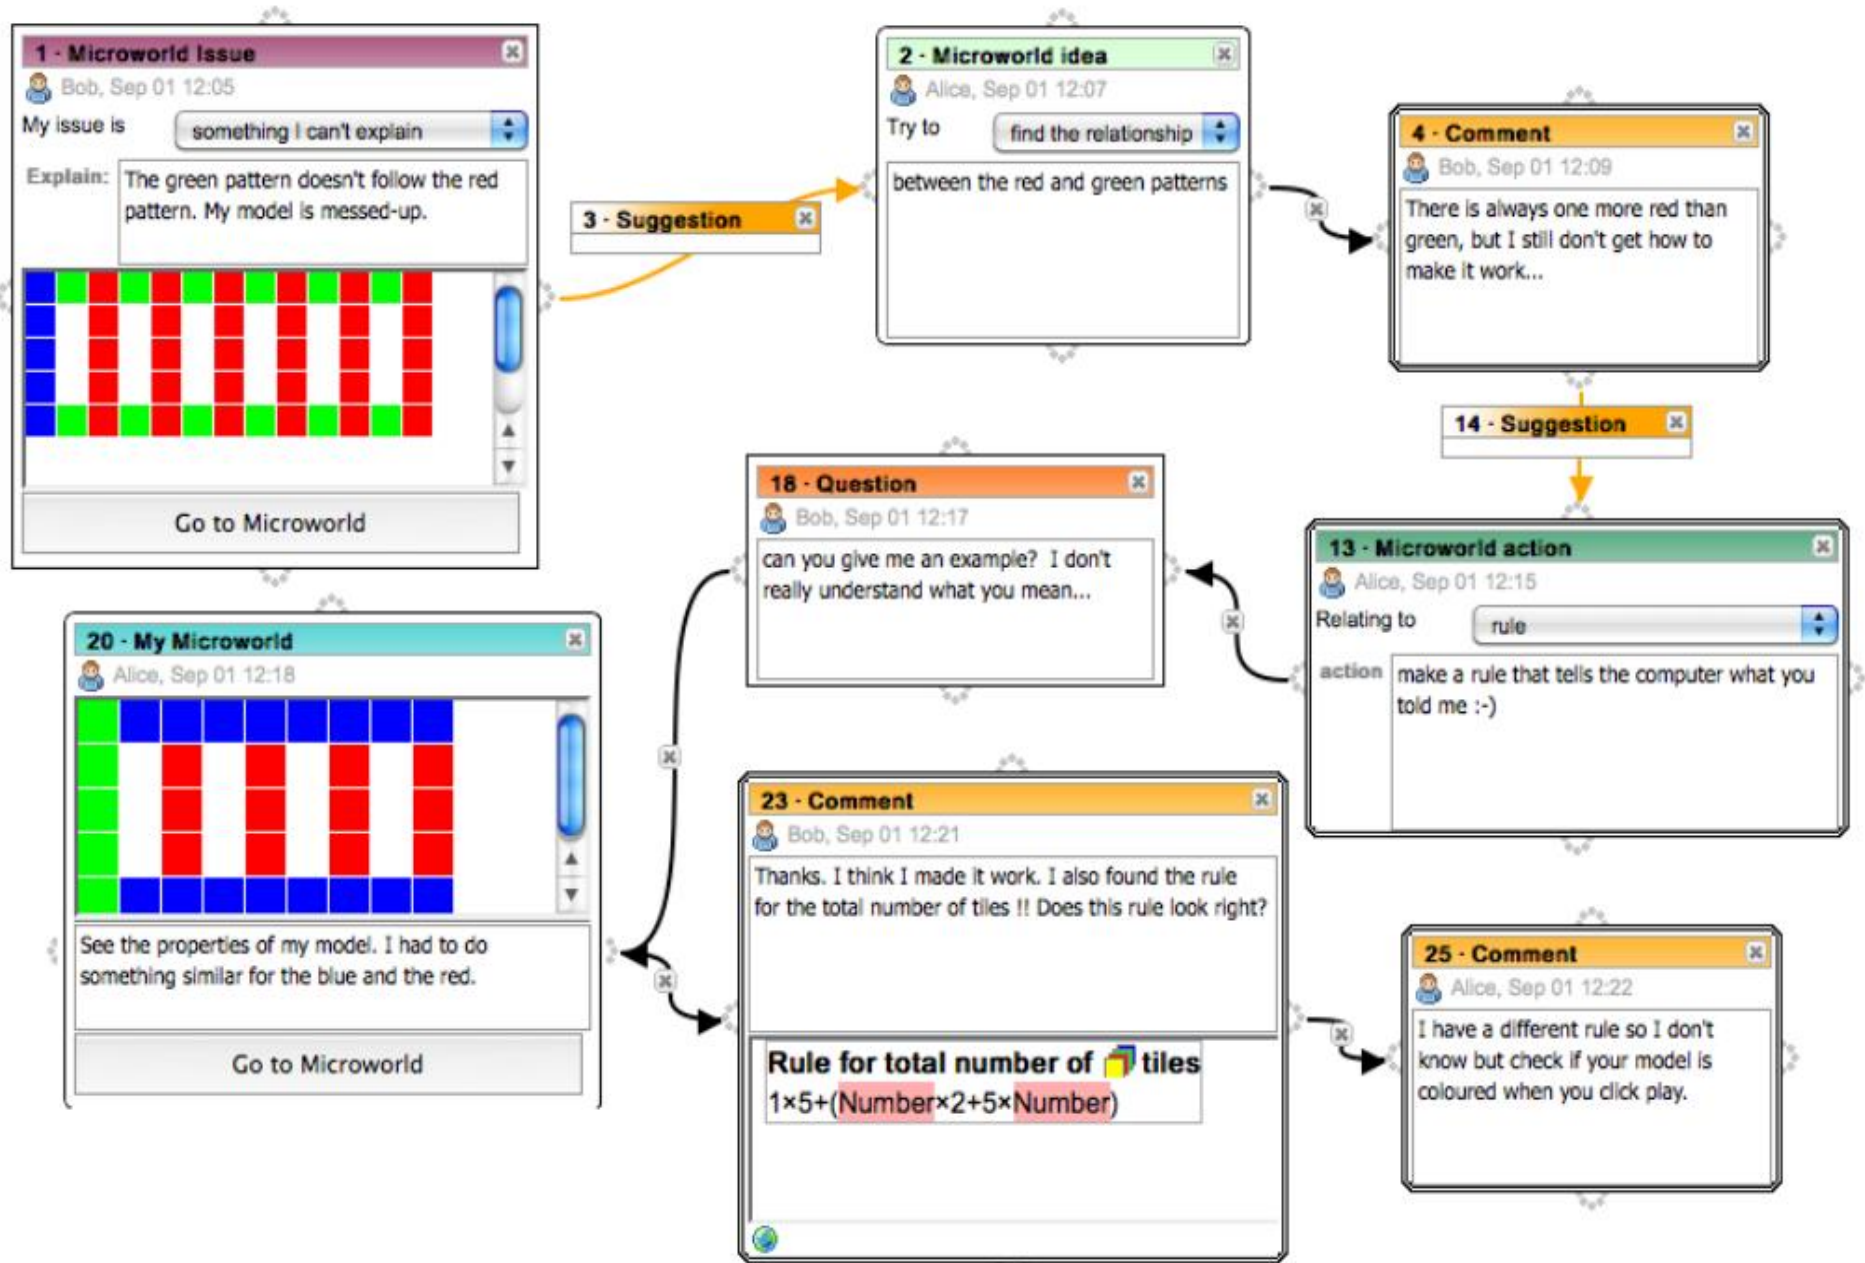 1 - Microworld Issue
Bob, Sep 01 12:05
My issue is something I can't explain
Explain: The green pattern doesn't follow the red
pattern. My model is messed-up.
Go to Microworld
3 - Suggestion
2 - Microworld idea
Alice, Sep 01 12:07
Try to find the relationship
between the red and green patterns
4 - Comment
Bob, Sep 01 12:09
There is always one more red than
green, but I still don't get how to
make it work...
14 - Suggestion
13 - Microworld action
Alice, Sep 01 12:15
Relating to rule
action make a rule that tells the computer what you
told me :-)
18 - Question
Bob, Sep 01 12:17
can you give me an example? I don't
really understand what you mean...
20 - My Microworld
Alice, Sep 01 12:18
See the properties of my model. I had to do
something similar for the blue and the red.
Go to Microworld
23 - Comment
Bob, Sep 01 12:21
Thanks. I think I made it work. I also found the rule
for the total number of tiles !! Does this rule look right?
Rule for total number of tiles
1×5+(Number×2+5×Number)
25 - Comment
Alice, Sep 01 12:22
I have a different rule so I don't
know but check if your model is
coloured when you click play.